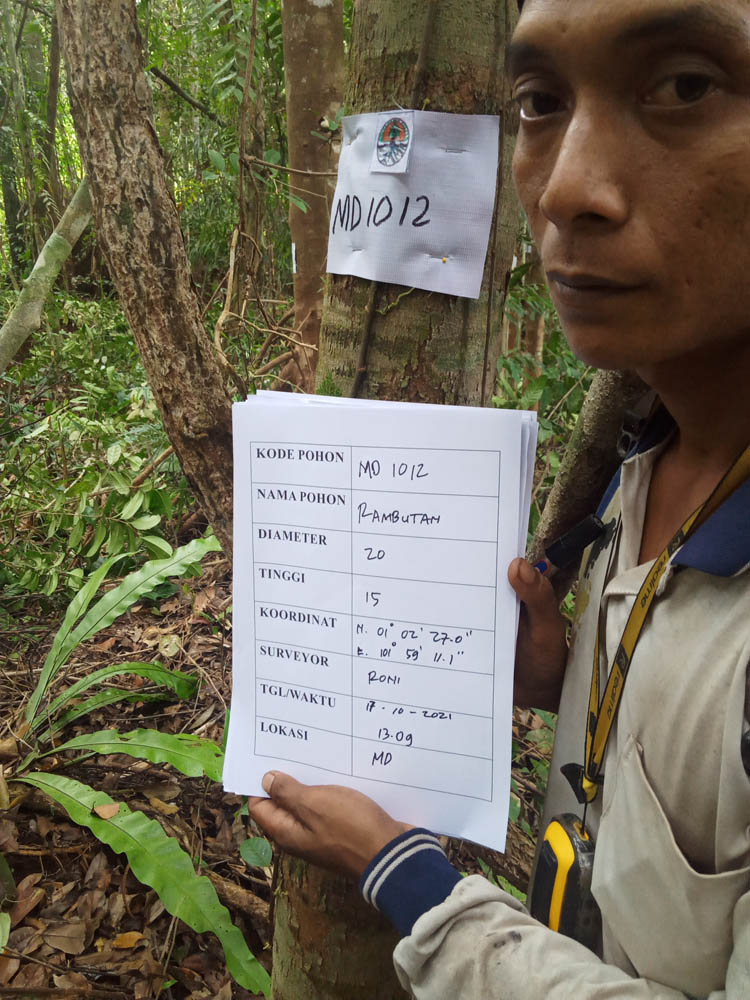 MD1012
KODE POHON MD 1012
NAMA POHON RAMBUTAN
DIAMETER 20
TINGGI 15
KOORDINAT N. 01° 02' 27.0"
E. 101° 59' 11.1"
SURVEYOR RONI
TGL/WAKTU 17-10-2021
13.09
LOKASI MD